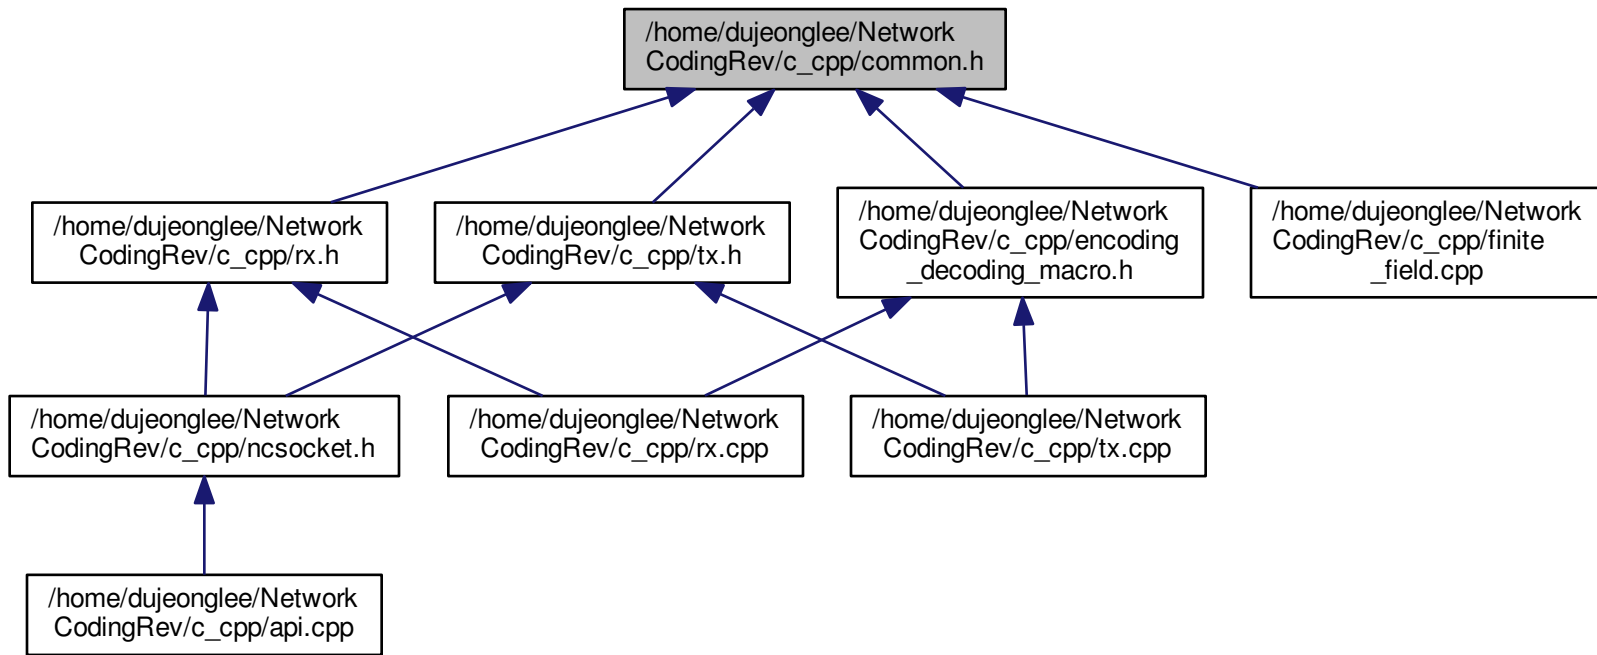 /home/dujeonglee/Network
CodingRev/c_cpp/common.h
/home/dujeonglee/Network
CodingRev/c_cpp/rx.h
/home/dujeonglee/Network
CodingRev/c_cpp/tx.h
/home/dujeonglee/Network
CodingRev/c_cpp/encoding
_decoding_macro.h
/home/dujeonglee/Network
CodingRev/c_cpp/finite
_field.cpp
/home/dujeonglee/Network
CodingRev/c_cpp/ncsocket.h
/home/dujeonglee/Network
CodingRev/c_cpp/rx.cpp
/home/dujeonglee/Network
CodingRev/c_cpp/tx.cpp
/home/dujeonglee/Network
CodingRev/c_cpp/api.cpp